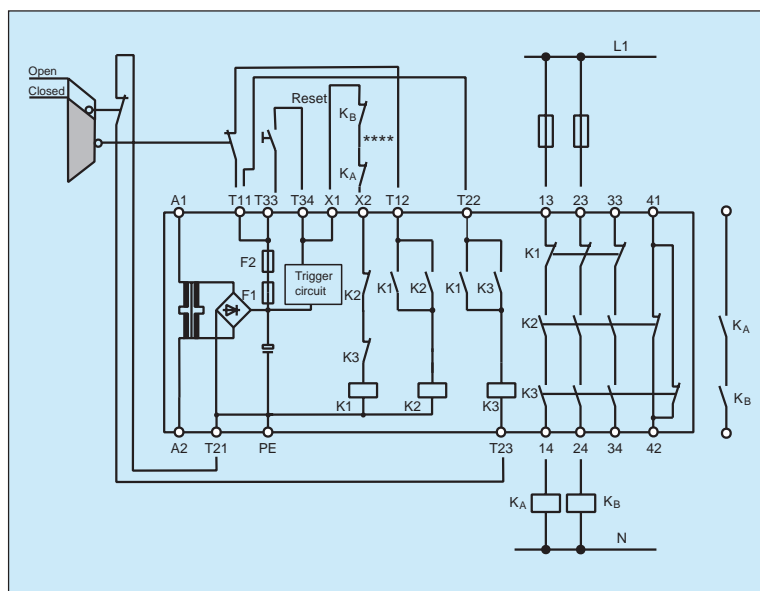 L1
Open
Closed
Reset
KB
****
KA
A1 T11 T33 T34 X1 X2 T12 T22 13 23 33 41
F2
F1
Trigger
circuit
K1
K2 K1 K2 K1 K3
K2
KA
K3
K3
KB
K1 K2 K3
A2 T21 PE T23 14 24 34 42
KA KB
N